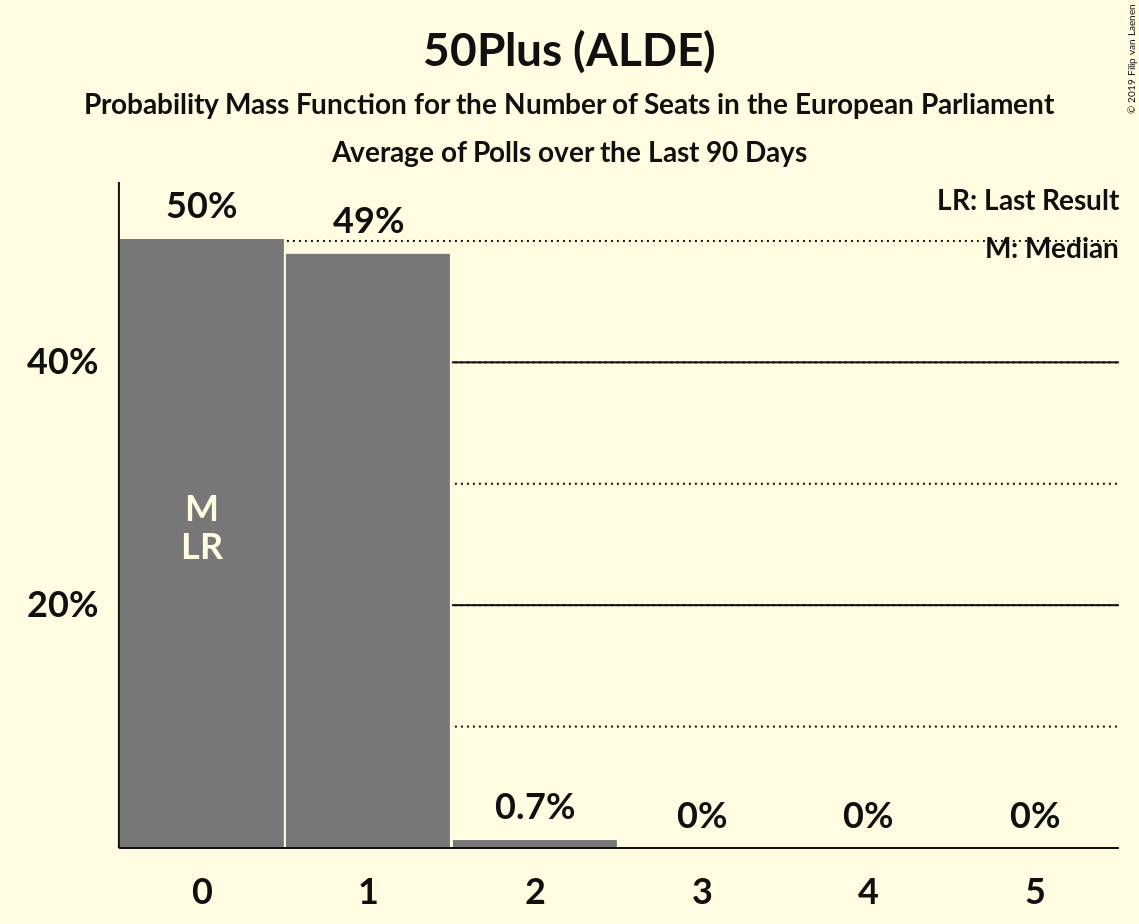 50Plus (ALDE)
Probability Mass Function for the Number of Seats in the European Parliament
Average of Polls over the Last 90 Days
© 2019 Filip van Laenen
LR: Last Result
M: Median
50%
49%
40%
M
LR
20%
0.7%
0%
0%
0%
0
1
2
3
4
5